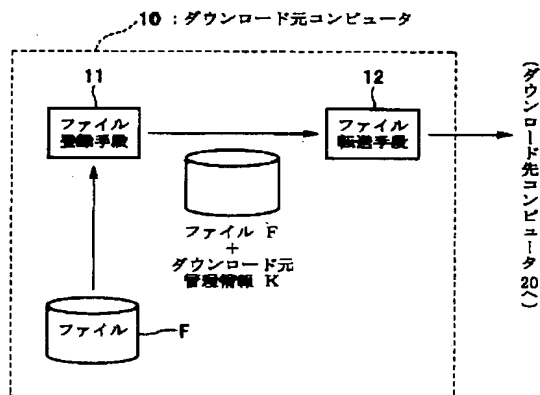 10：ダウンロード元コンピュータ
11
ファイル
登録手段
12
ファイル
転送手段
(ダウンロード先コンピュータ20へ)
ファイル F
+
ダウンロード元
管理情報 K
ファイル
F